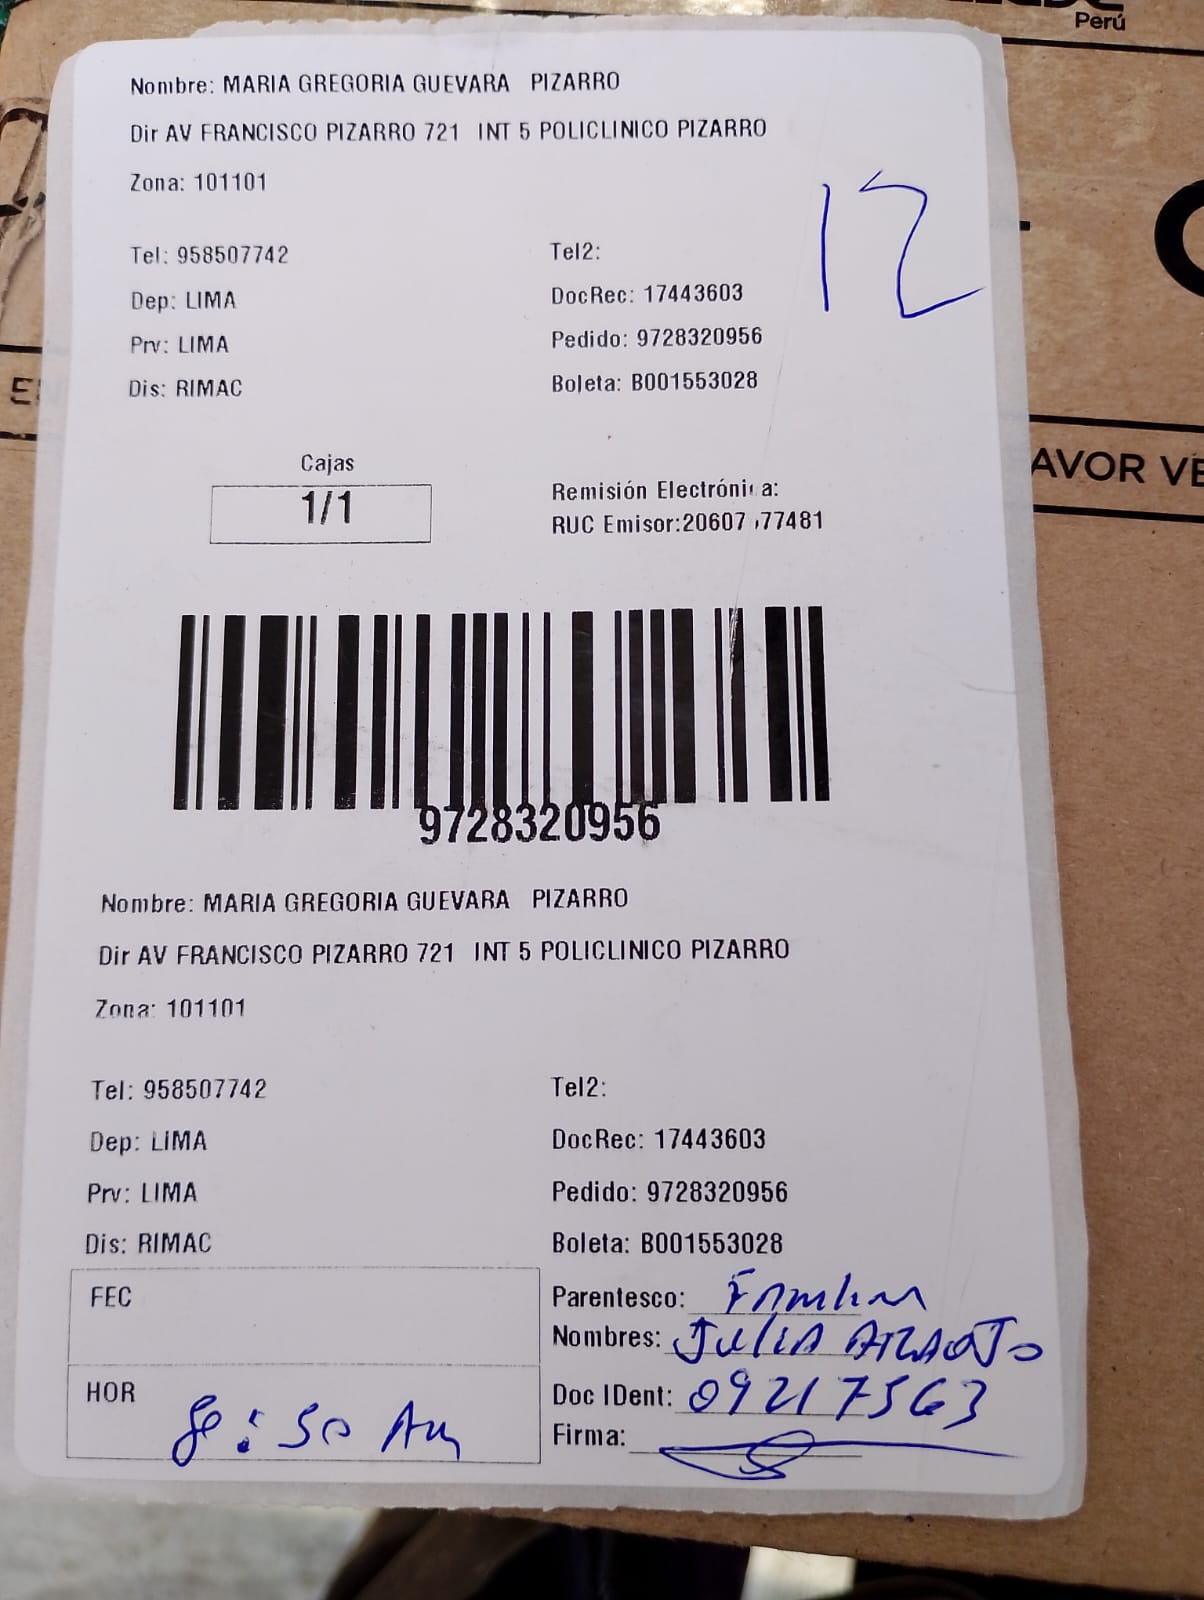 Perú
Nombre: MARIA GREGORIA GUEVARA PIZARRO
Dir AV FRANCISCO PIZARRO 721 INT 5 POLICLINICO PIZARRO
Zona: 101101
12
Tel: 958507742 Tel2:
Dep: LIMA DocRec: 17443603
Prv: LIMA Pedido: 9728320956
Dis: RIMAC Boleta: B001553028
AVOR VE
Cajas
1/1
Remisión Electrónica:
RUC Emisor:20607 77481
9728320956
Nombre: MARIA GREGORIA GUEVARA PIZARRO
Dir AV FRANCISCO PIZARRO 721 INT 5 POLICLINICO PIZARRO
Zona: 101101
Tel: 958507742 Tel2:
Dep: LIMA DocRec: 17443603
Prv: LIMA Pedido: 9728320956
Dis: RIMAC Boleta: B001553028
FEC
Parentesco: Familiar
Nombres: Julia
HOR 8:50 AM
Doc IDent: 09217563
Firma: